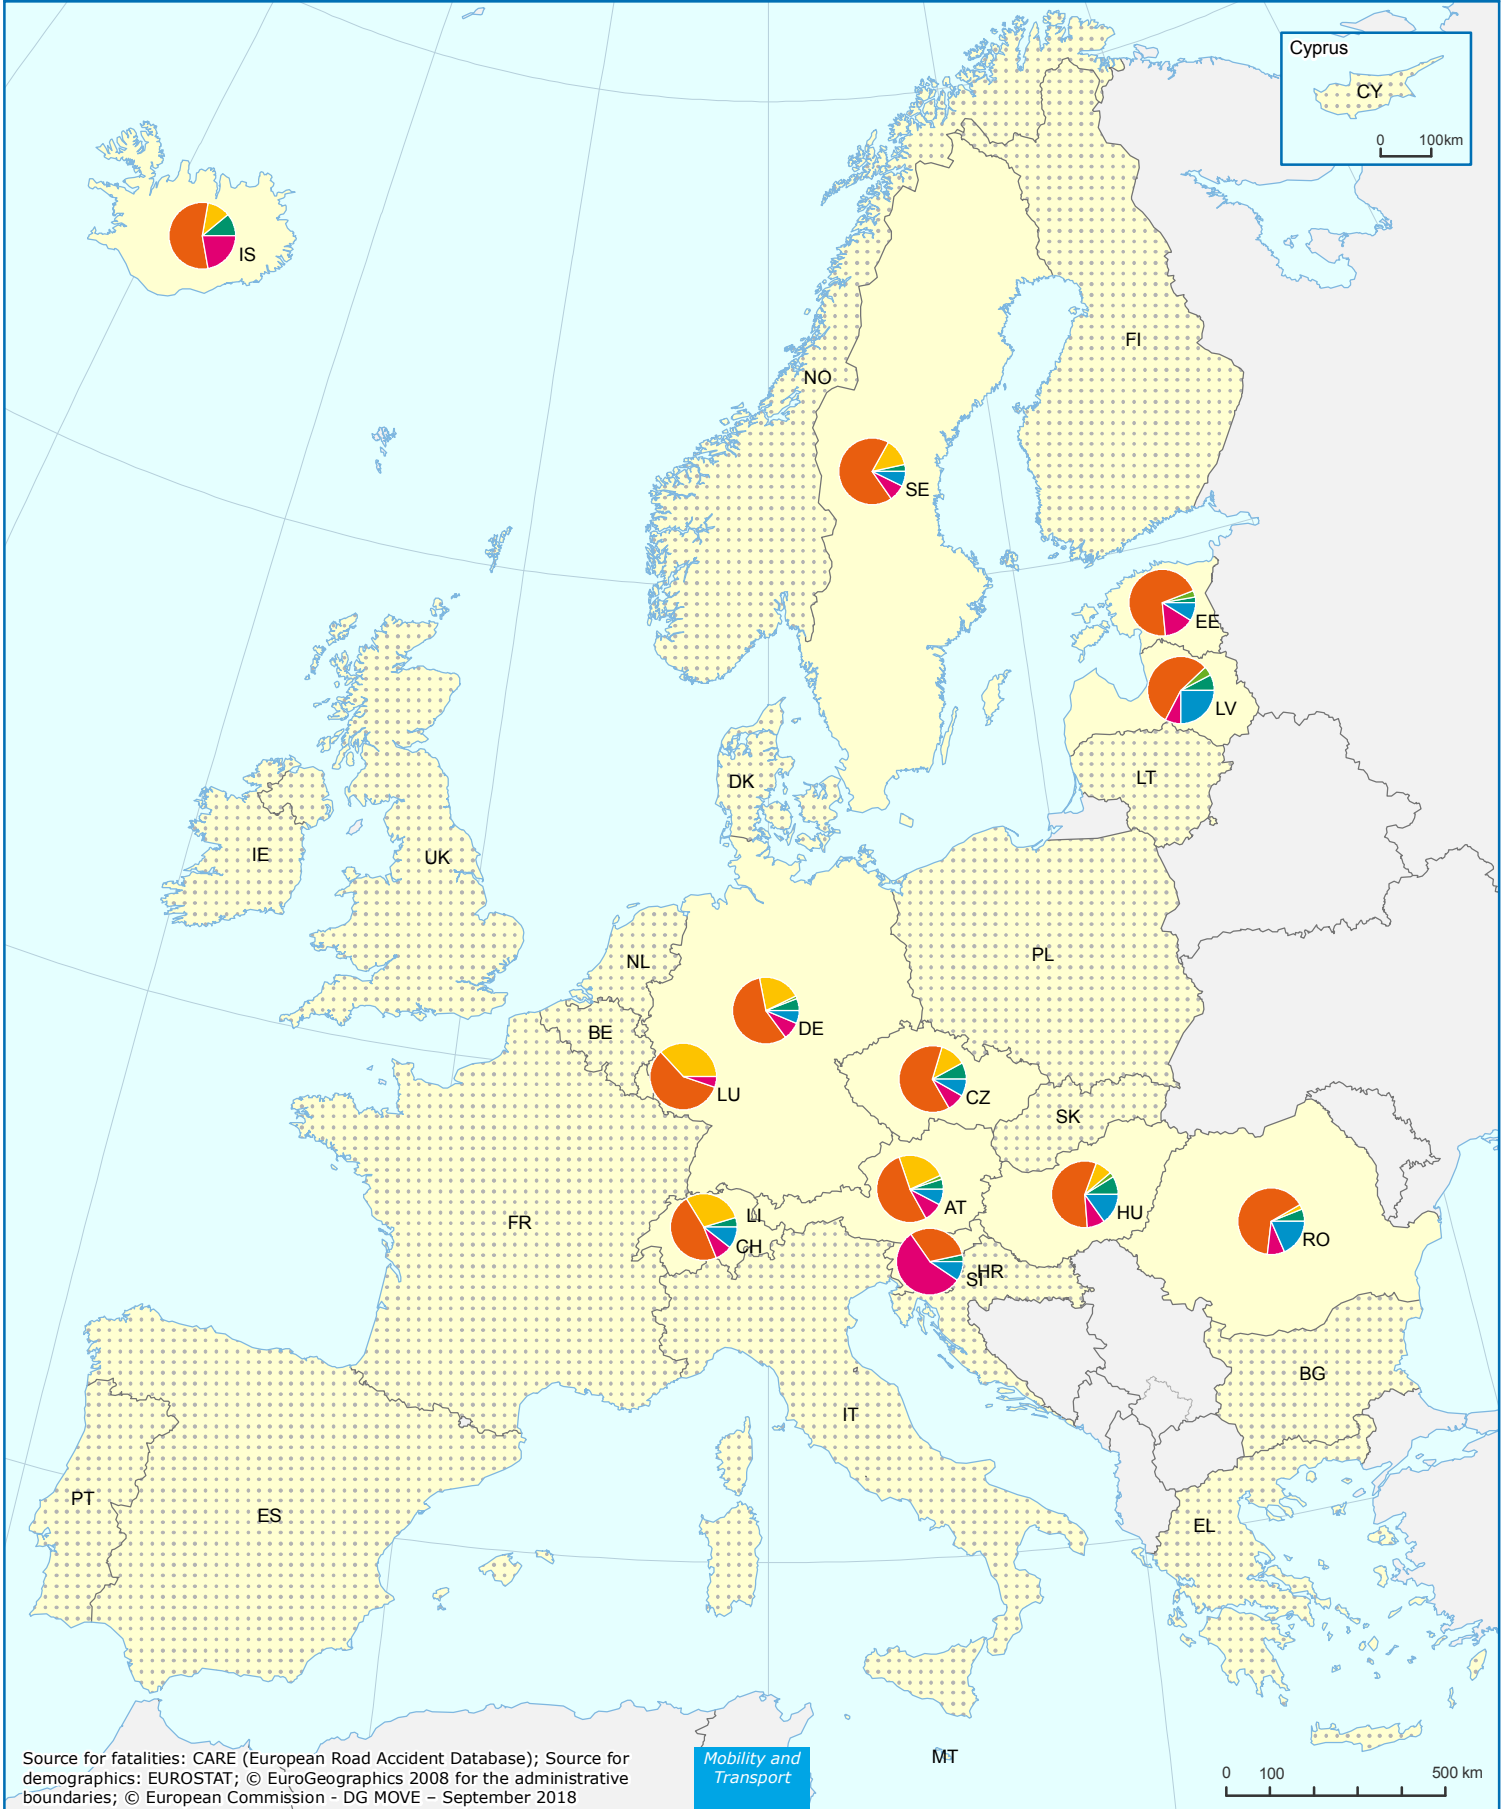 Cyprus
CY
0 100km
IS
FI
NO
SE
EE
LV
LT
DK
IE
UK
NL
PL
BE
DE
LU
CZ
SK
FR
LI
CH
AT
HU
RO
SI
HR
BG
IT
PT
ES
EL
MT
Source for fatalities: CARE (European Road Accident Database); Source for
demographics: EUROSTAT; © EuroGeographics 2008 for the administrative
boundaries; © European Commission - DG MOVE – September 2018
Mobility and
Transport
0 100 500 km